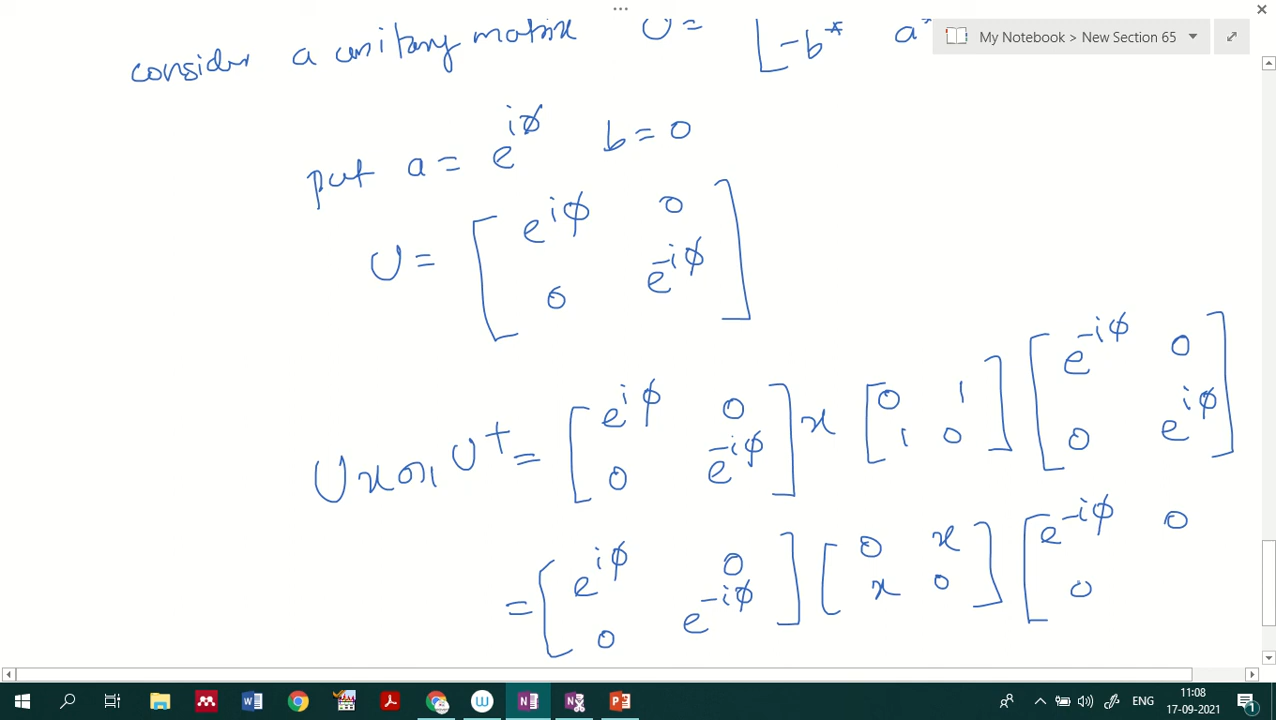 ...
My Notebook > New Section 65
consider a unitary matrix U = [ -b* a*
put a = e^{iϕ} b = 0
U = [ e^{iϕ} 0
0 e^{-iϕ} ]
U x σ₁ U† = [ e^{iϕ} 0 ; 0 e^{-iϕ} ] x [ 0 1 ; 1 0 ] [ e^{-iϕ} 0 ; 0 e^{iϕ} ]
= [ e^{iϕ} 0 ; 0 e^{-iϕ} ] [ 0 x ; x 0 ] [ e^{-iϕ} 0 ; 0
ENG
11:08
17-09-2021